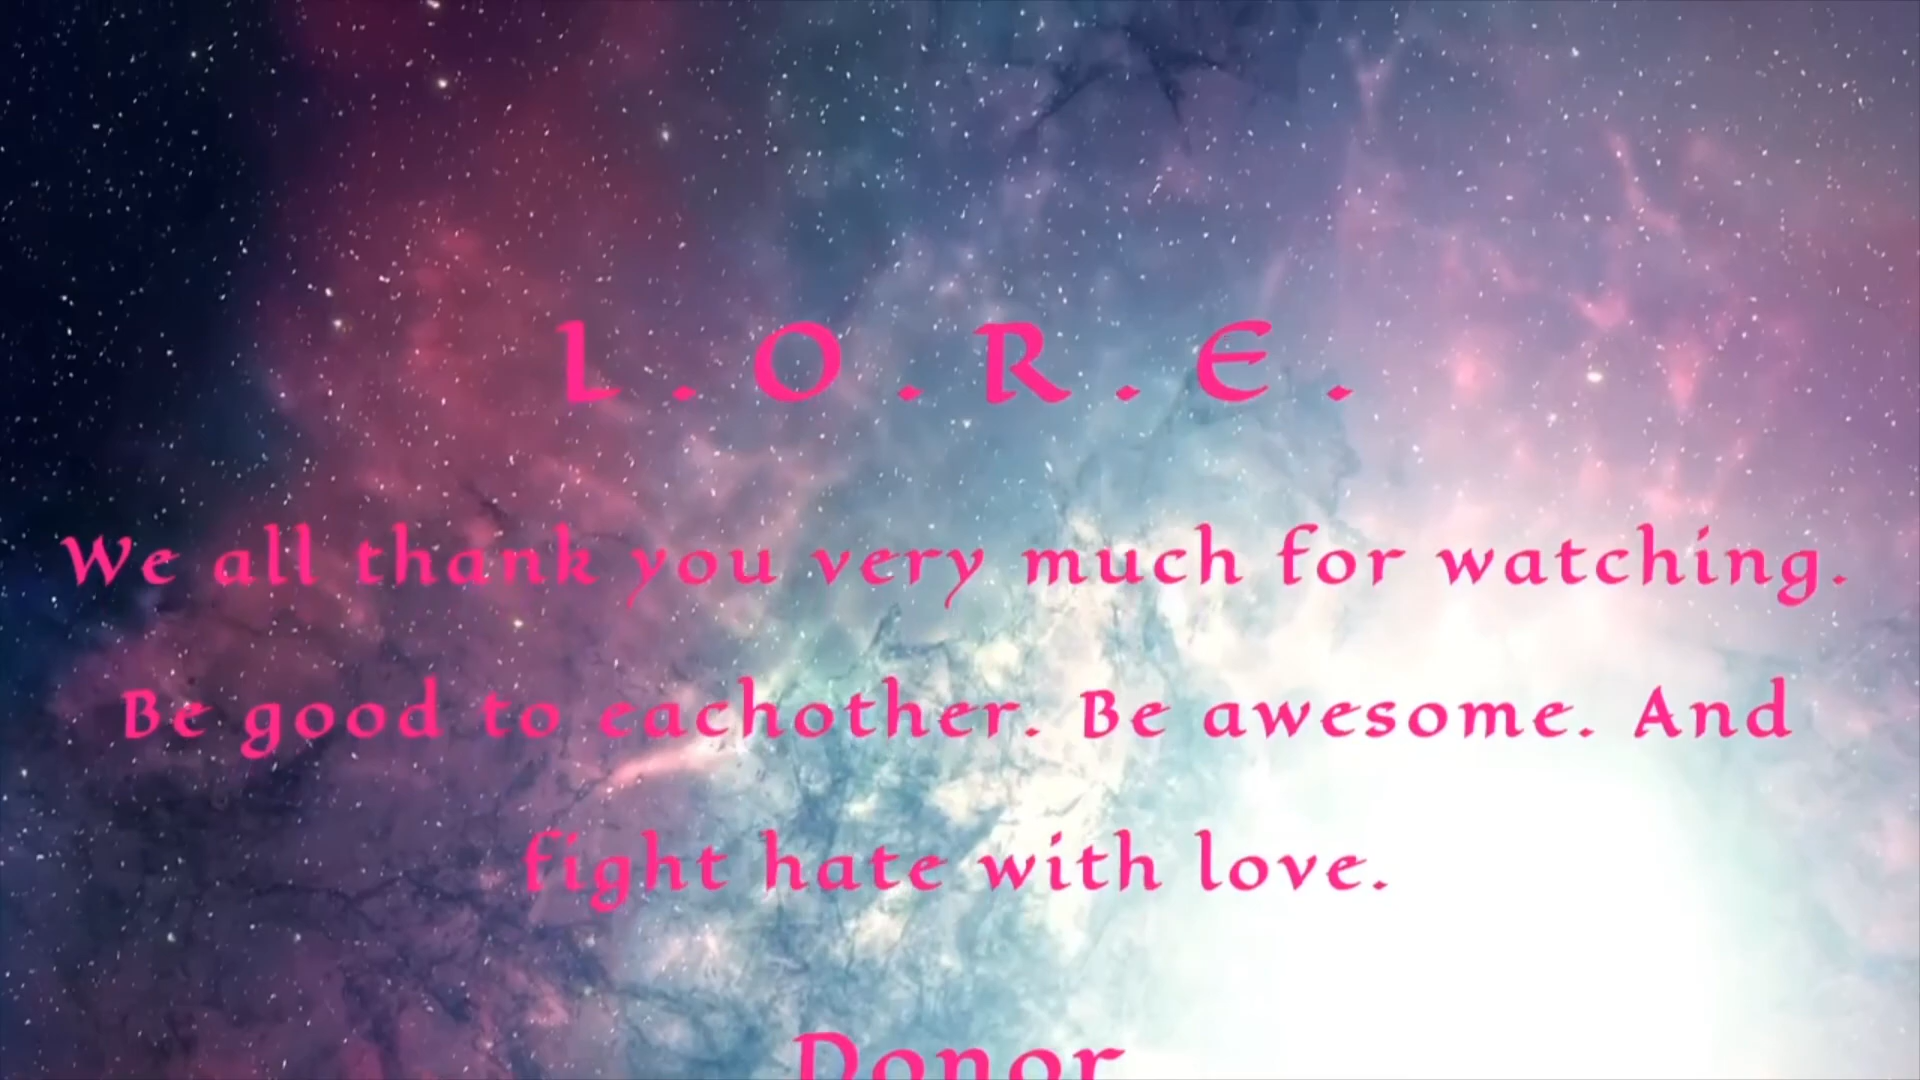 L.O.R.E.
We all thank you very much for watching.
Be good to eachother. Be awesome. And
fight hate with love.
Donor